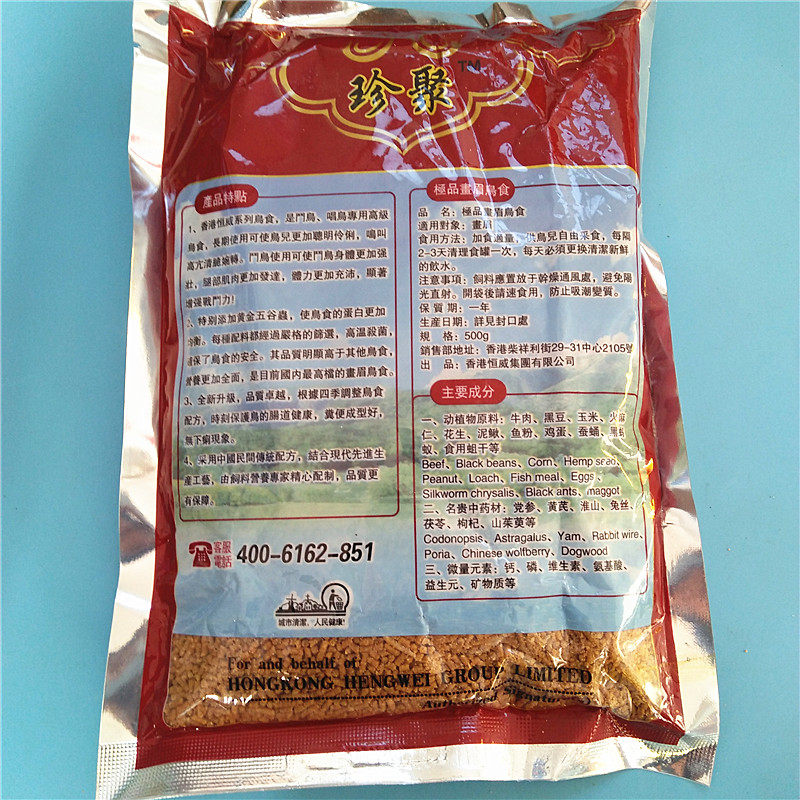 珍聚™
產品特點
1、香港恒威系列鳥食，是鬥鳥、唱鳥專用高級
鳥食，長期使用可使鳥兒更加聰明伶俐，鳴叫
高亢清脆婉轉。鬥鳥使用可使鬥鳥身體更加强
壯，腿部肌肉更加發達，體力更加充沛，顯著
增强戰鬥力！
2、特别添加黄金五谷蟲，使鳥食的蛋白更加
均衡。每種配料都經過嚴格的篩選，高溫殺菌，
確保了鳥食的安全。其品質明顯高于其他鳥食，
營養更加全面，是目前國内最高檔的畫眉鳥食。
3、全新升級，品質卓越，根據四季調整鳥食
配方，時刻保護鳥的腸道健康，糞便成型好，
無下痢現象。
4、采用中國民間傳統配方，結合現代先進生
産工藝，由飼料營養專家精心配制，品質更
有保障。
客服
電話
400-6162-851
城市清潔、人民健康！
極品畫眉鳥食
品 名：極品畫眉鳥食
適用對象：畫眉
食用方法：加食適量，供鳥兒自由采食，每隔
2-3天清理食罐一次，每天必須更换清潔新鮮
的飲水。
注意事項：飼料應置放于幹燥通風處，避免陽
光直射。開袋後請速食用，防止吸潮變質。
保 質 期：一年
生産日期：詳見封口處
規 格：500g
銷售部地址：香港柴祥利街29-31中心2105號
出 品：香港恒威集團有限公司
主要成分
一、动植物原料：牛肉、黑豆、玉米、火麻
仁、花生、泥鳅、鱼粉、鸡蛋、蚕蛹、黑蚂
蚁、食用蛆干等
Beef, Black beans, Corn, Hemp seed,
Peanut, Loach, Fish meal, Eggs,
Silkworm chrysalis, Black ants, maggot
二、名贵中药材：党参、黄芪、淮山、兔丝、
茯苓、枸杞、山茱萸等
Codonopsis, Astragalus, Yam, Rabbit wire,
Poria, Chinese wolfberry, Dogwood
三、微量元素：钙、磷、维生素、氨基酸、
益生元、矿物质等
For and behalf of
HONGKONG HENGWEI GROUP LIMITED
Authorized Signature